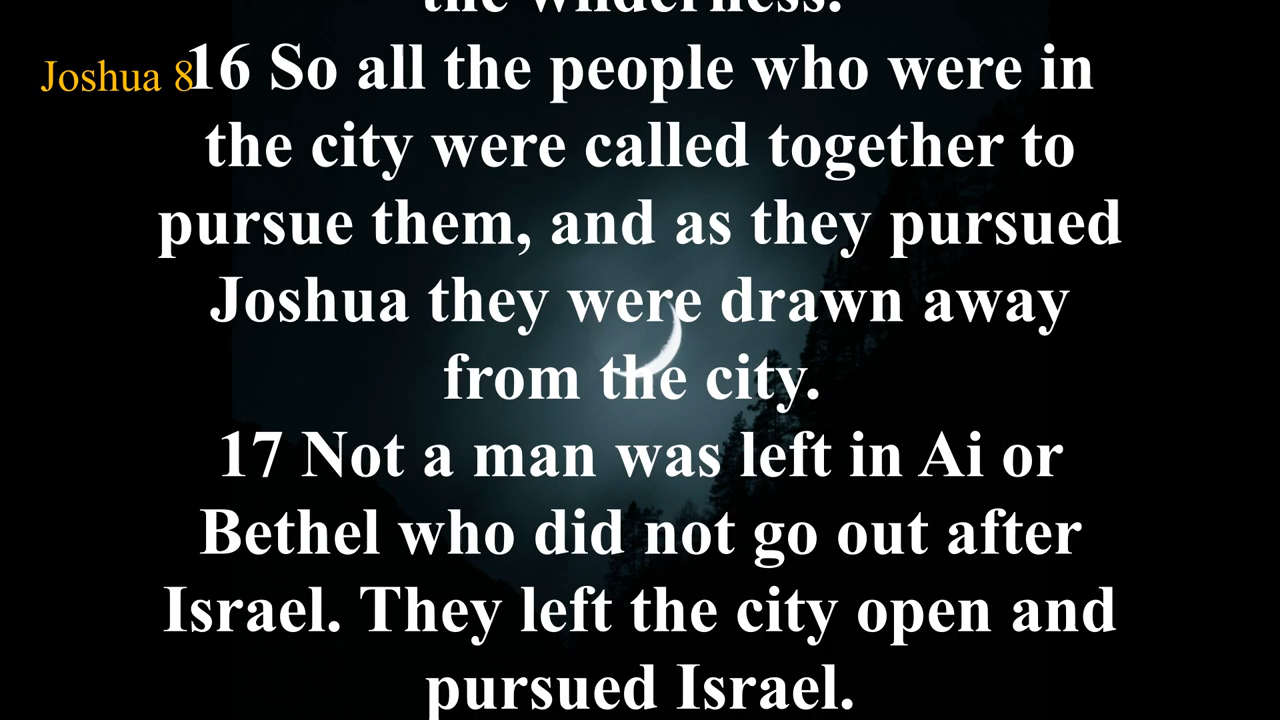 the wilderness.
Joshua 8
16 So all the people who were in
the city were called together to
pursue them, and as they pursued
Joshua they were drawn away
from the city.
17 Not a man was left in Ai or
Bethel who did not go out after
Israel. They left the city open and
pursued Israel.